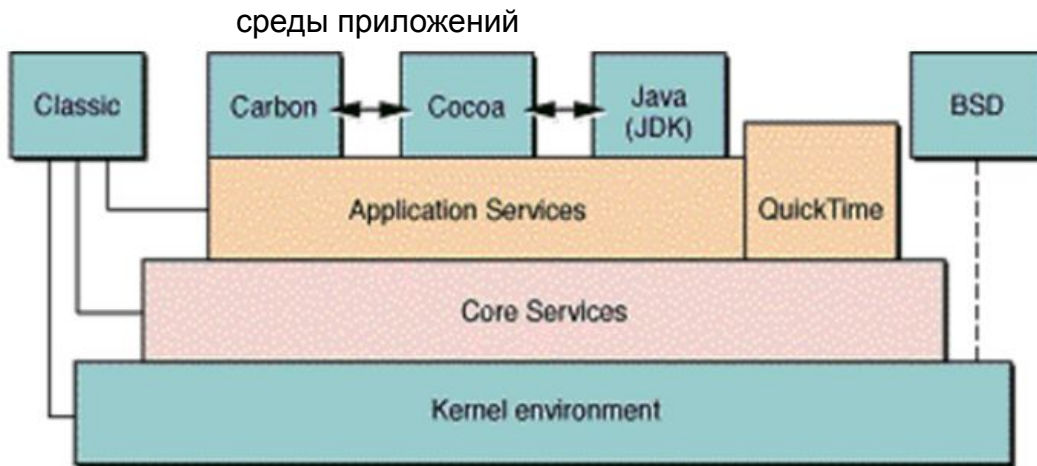 среды приложений
Classic
Carbon
Cocoa
Java
(JDK)
BSD
Application Services
QuickTime
Core Services
Kernel environment